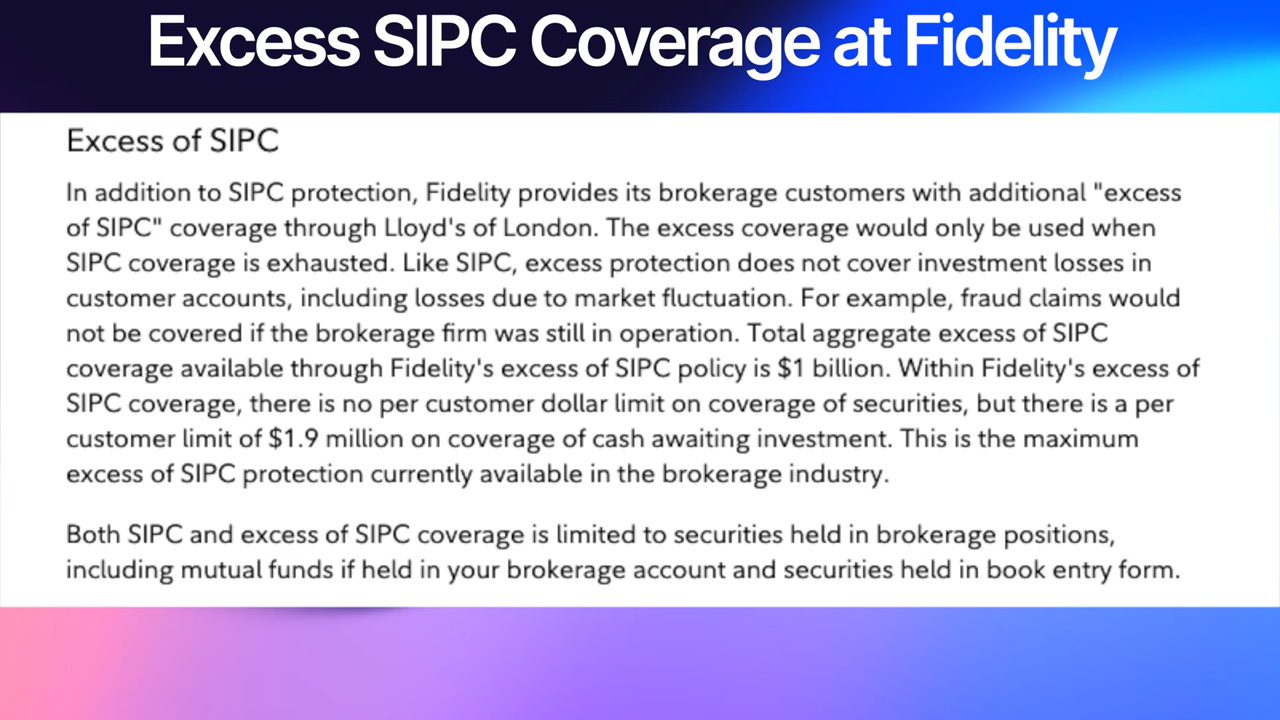 Excess SIPC Coverage at Fidelity
Excess of SIPC
In addition to SIPC protection, Fidelity provides its brokerage customers with additional "excess
of SIPC" coverage through Lloyd's of London. The excess coverage would only be used when
SIPC coverage is exhausted. Like SIPC, excess protection does not cover investment losses in
customer accounts, including losses due to market fluctuation. For example, fraud claims would
not be covered if the brokerage firm was still in operation. Total aggregate excess of SIPC
coverage available through Fidelity's excess of SIPC policy is $1 billion. Within Fidelity's excess of
SIPC coverage, there is no per customer dollar limit on coverage of securities, but there is a per
customer limit of $1.9 million on coverage of cash awaiting investment. This is the maximum
excess of SIPC protection currently available in the brokerage industry.
Both SIPC and excess of SIPC coverage is limited to securities held in brokerage positions,
including mutual funds if held in your brokerage account and securities held in book entry form.